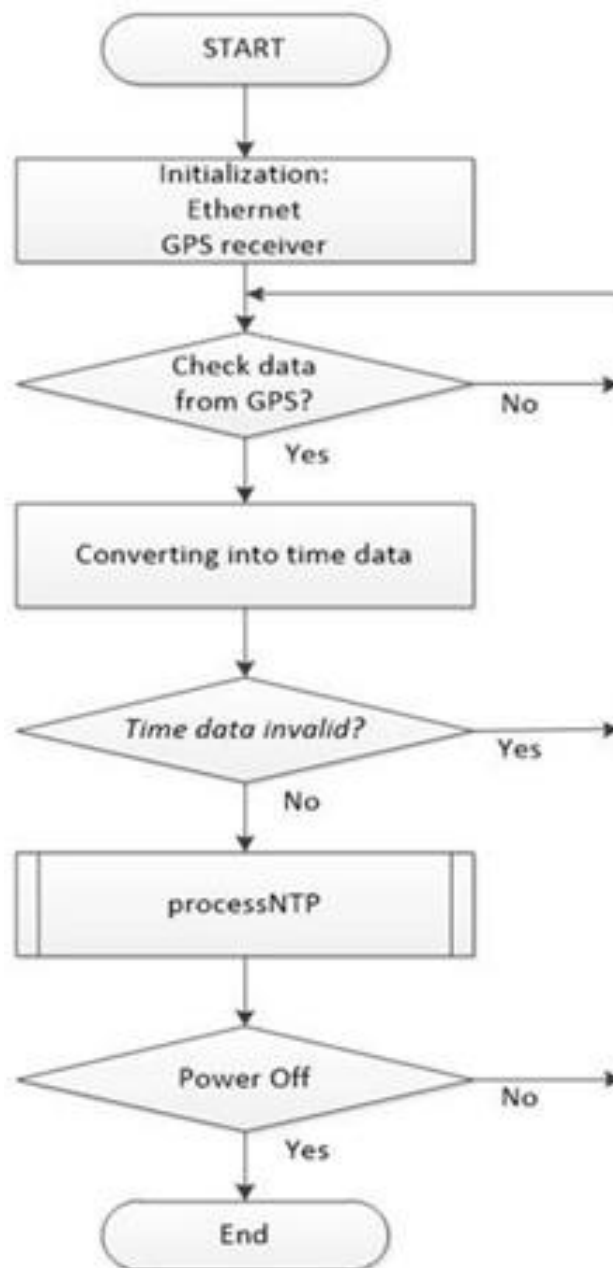 START
Initialization:
Ethernet
GPS receiver
Check data
from GPS?
No
Yes
Converting into time data
Time data invalid?
Yes
No
processNTP
Power Off
No
Yes
End